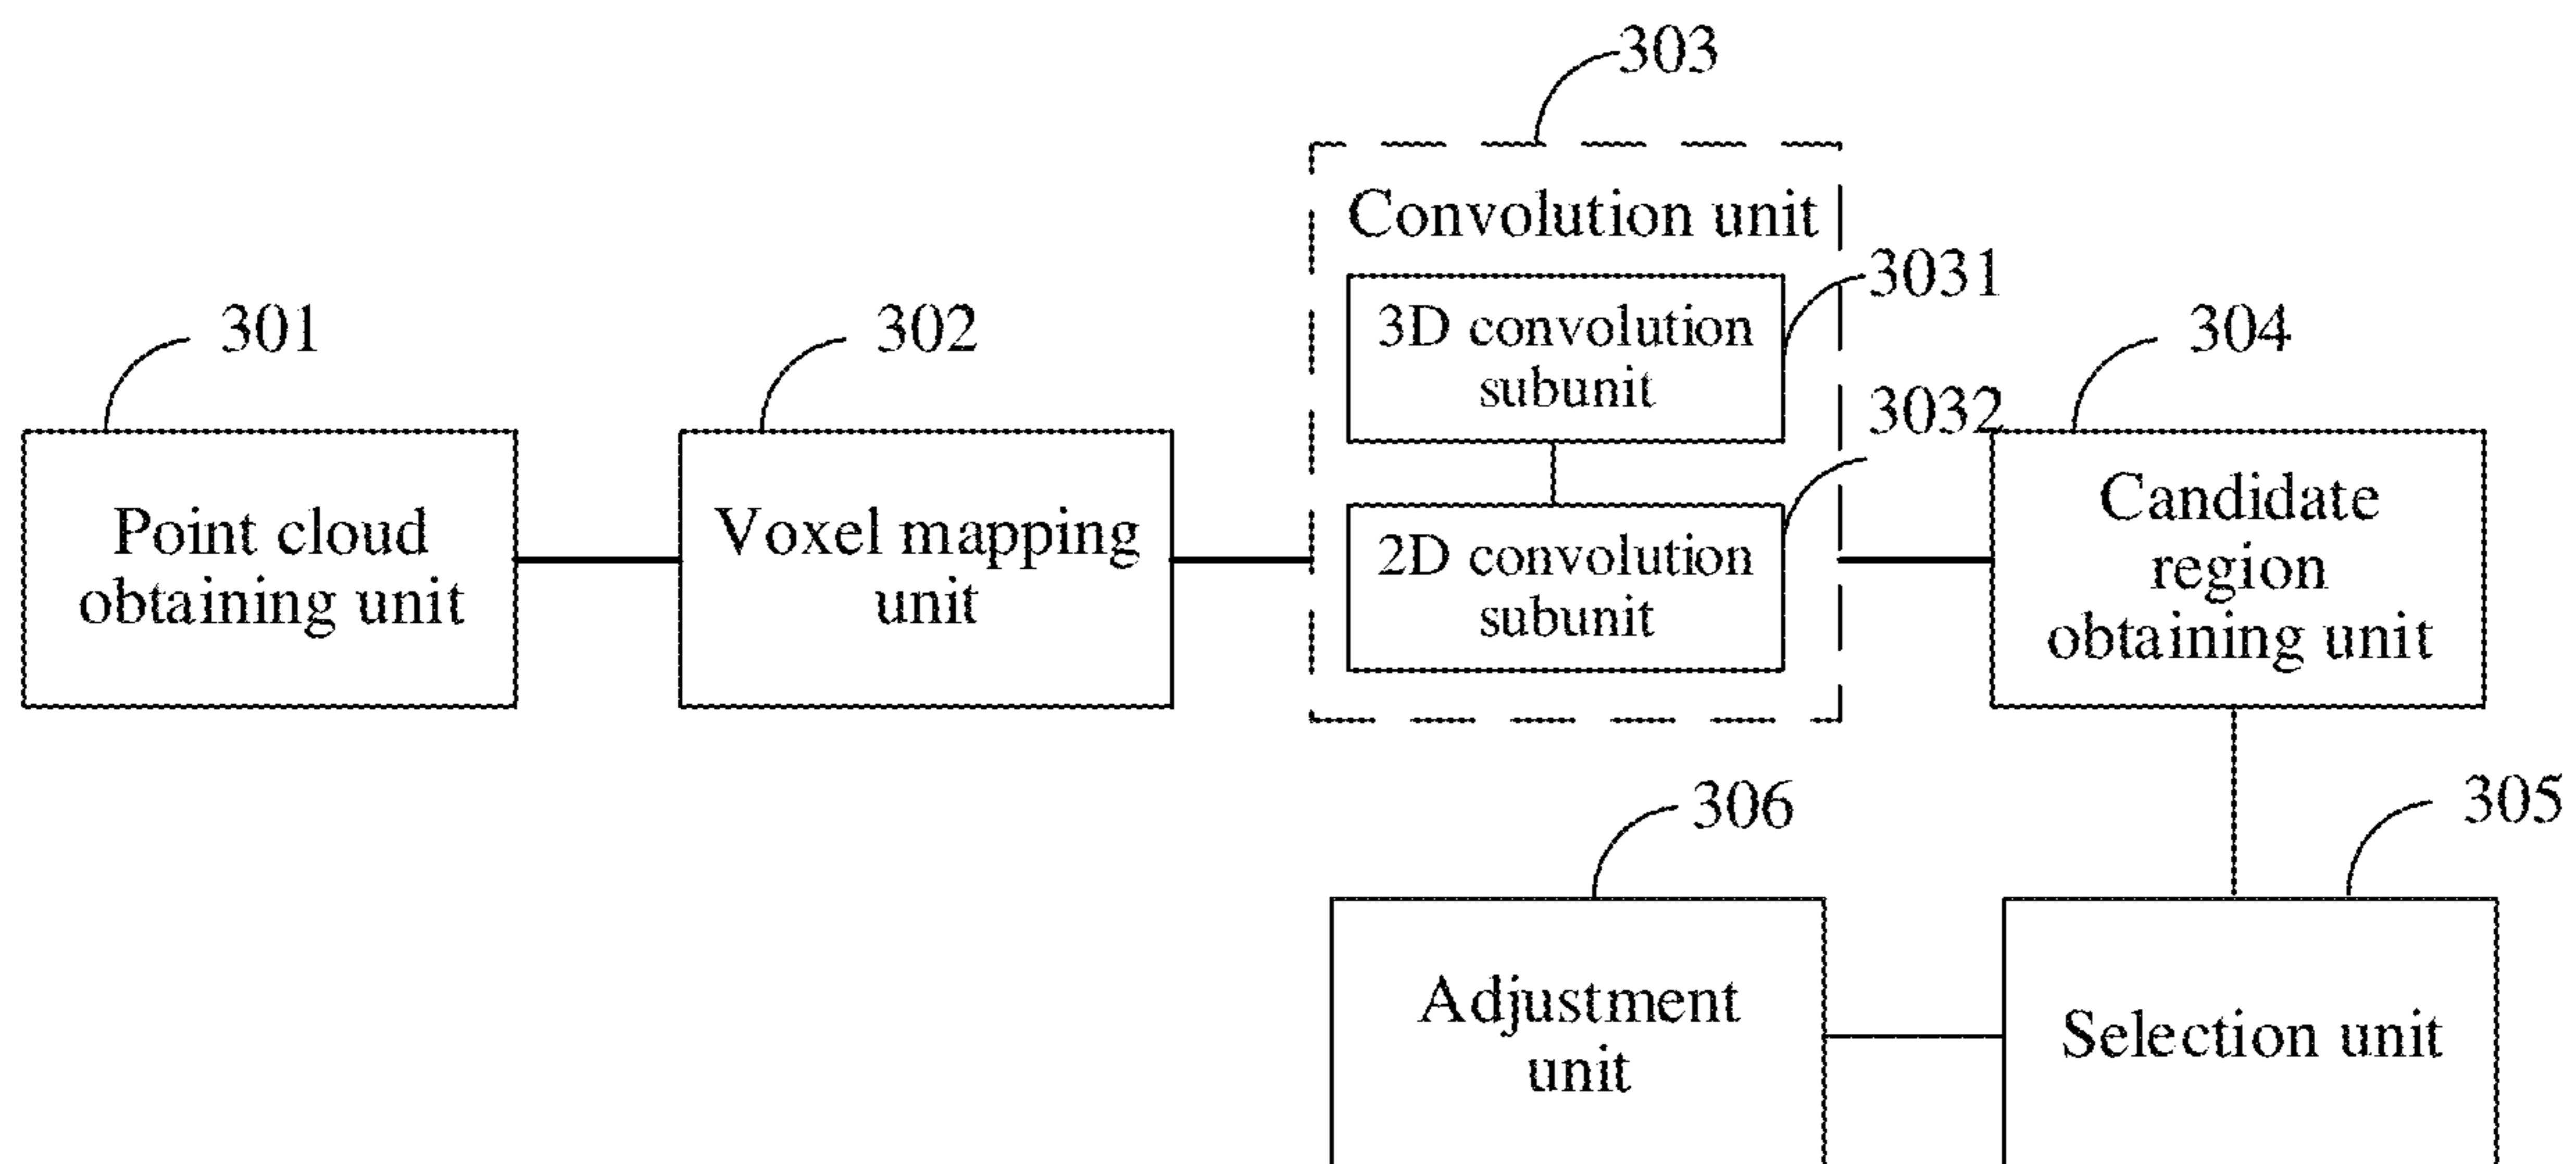 303
Convolution unit
3031
3D convolution
subunit
301
302
304
3032
Point cloud
obtaining unit
Voxel mapping
unit
2D convolution
subunit
Candidate
region
obtaining unit
306
305
Adjustment
unit
Selection unit